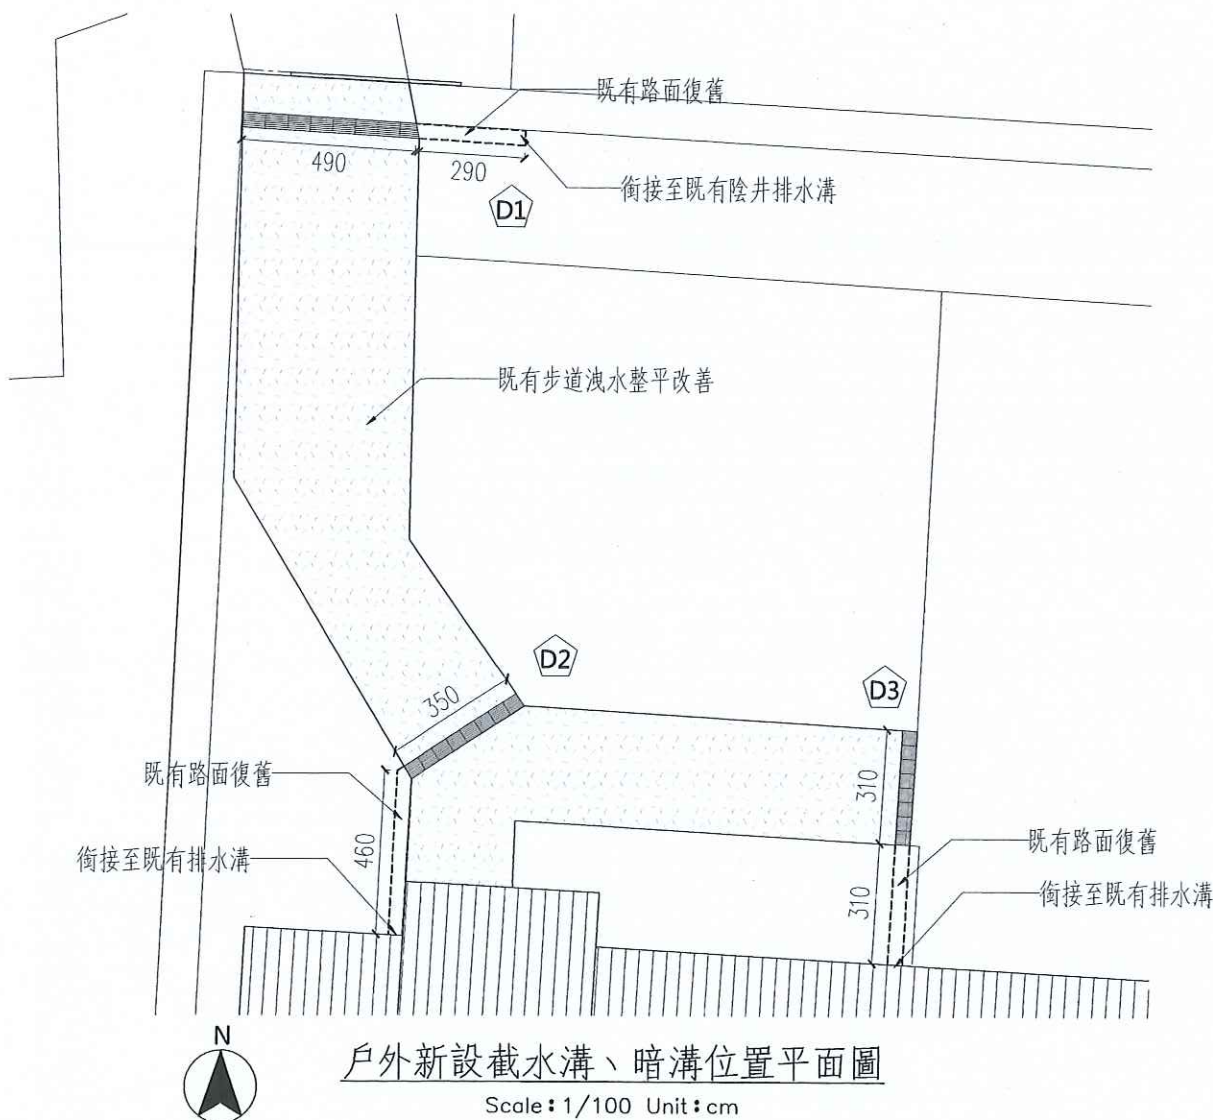 既有路面復舊
490
290
銜接至既有陰井排水溝
D1
既有步道洩水整平改善
D2
350
D3
既有路面復舊
310
460
既有路面復舊
銜接至既有排水溝
310
銜接至既有排水溝
N
戶外新設截水溝、暗溝位置平面圖
Scale:1/100 Unit:cm